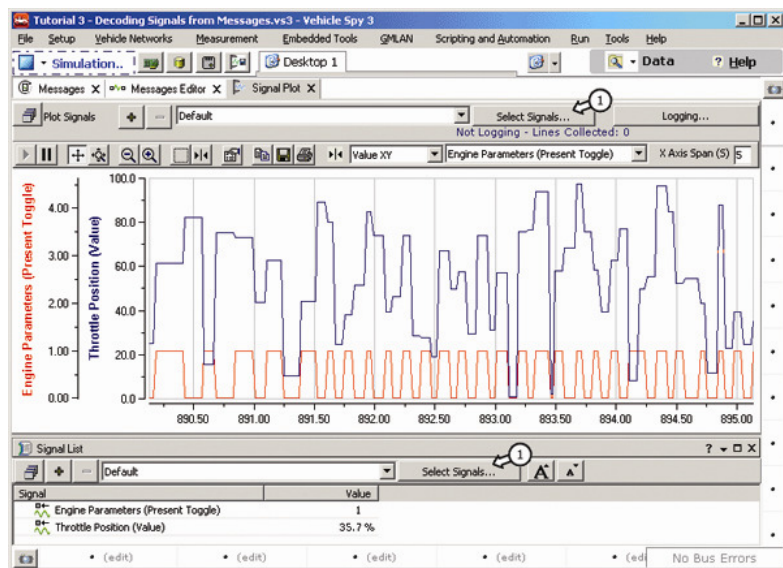 Tutorial 3 - Decoding Signals from Messages.vs3 - Vehicle Spy 3
File Setup Vehicle Networks Measurement Embedded Tools GMLAN Scripting and Automation Run Tools Help
Simulation.. Desktop 1 Data ? Help
Messages X Messages Editor X Signal Plot X
1
Plot Signals Default Select Signals... Logging...
Not Logging - Lines Collected: 0
Value XY Engine Parameters (Present Toggle) X Axis Span (S) 5
Engine Parameters (Present Toggle)
4.00
3.00
2.00
1.00
0.00
Throttle Position (Value)
100.0
80.0
60.0
40.0
20.0
0.0
890.50 891.00 891.50 892.00 892.50 893.00 893.50 894.00 894.50 895.00
Signal List ?
1
Default Select Signals... A A
Signal Value
Engine Parameters (Present Toggle) 1
Throttle Position (Value) 35.7 %
(edit) (edit) (edit) (edit) (edi No Bus Errors